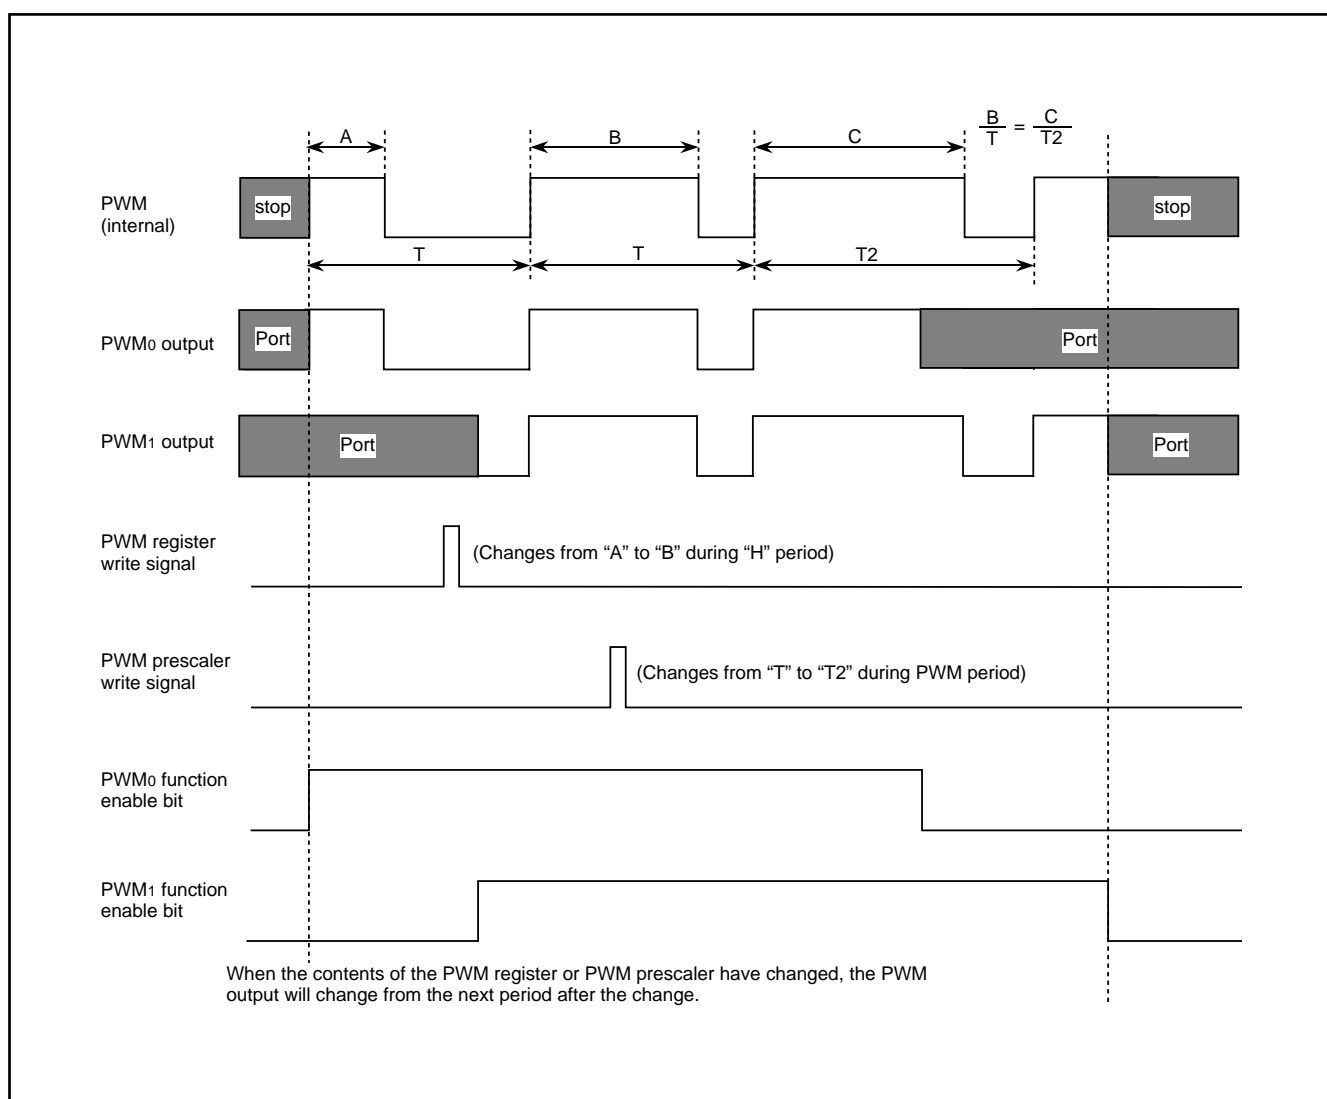 A
B
C
B/T = C/T2
PWM
(internal)
stop
stop
T
T
T2
PWM0 output
Port
Port
PWM1 output
Port
Port
PWM register
write signal
(Changes from “A” to “B” during “H” period)
PWM prescaler
write signal
(Changes from “T” to “T2” during PWM period)
PWM0 function
enable bit
PWM1 function
enable bit
When the contents of the PWM register or PWM prescaler have changed, the PWM
output will change from the next period after the change.